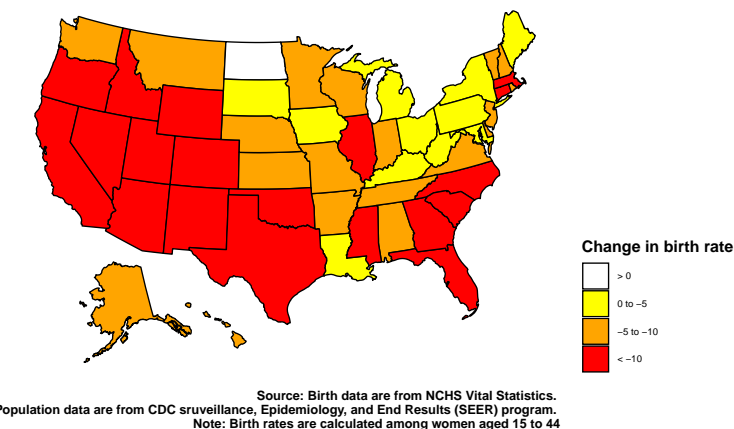 Change in birth rate
> 0
0 to −5
−5 to −10
< −10
Source: Birth data are from NCHS Vital Statistics.
Population data are from CDC sruveillance, Epidemiology, and End Results (SEER) program.
Note: Birth rates are calculated among women aged 15 to 44